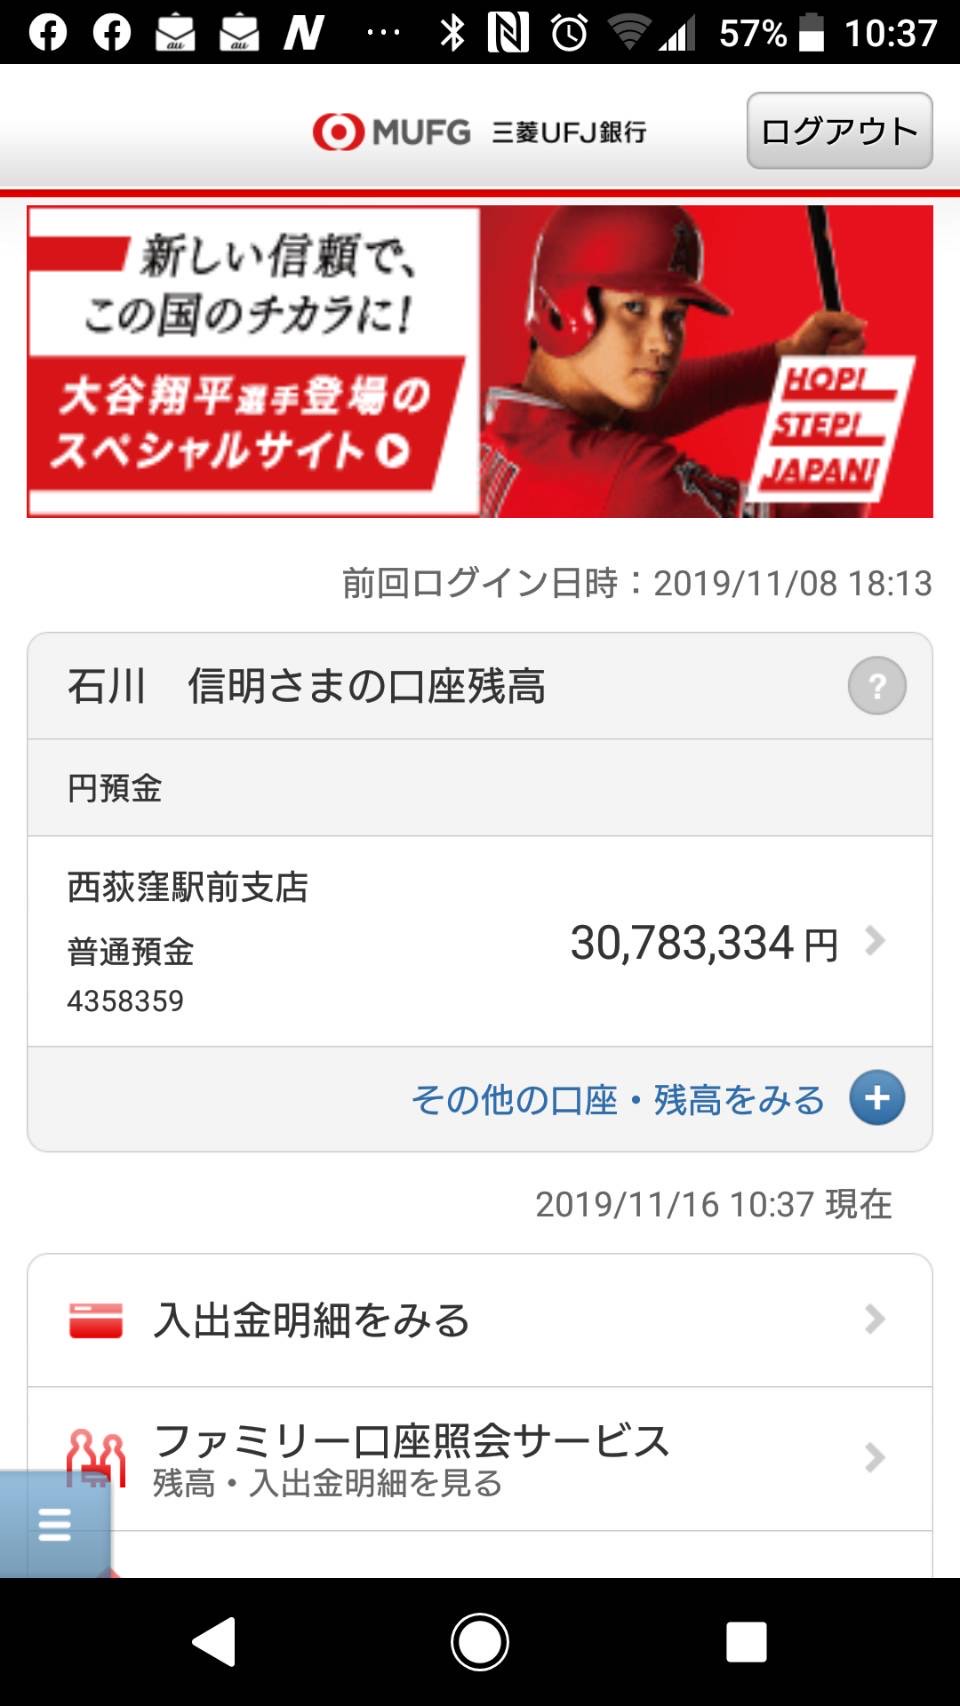 57% 10:37
MUFG 三菱UFJ銀行
ログアウト
新しい信頼で、
この国のチカラに!
大谷翔平選手登場の
スペシャルサイト
HOP!
STEP!
JAPAN!
前回ログイン日時：2019/11/08 18:13
石川 信明さまの口座残高
?
円預金
西荻窪駅前支店
普通預金
30,783,334 円
4358359
その他の口座・残高をみる
2019/11/16 10:37 現在
入出金明細をみる
ファミリー口座照会サービス
残高・入出金明細を見る